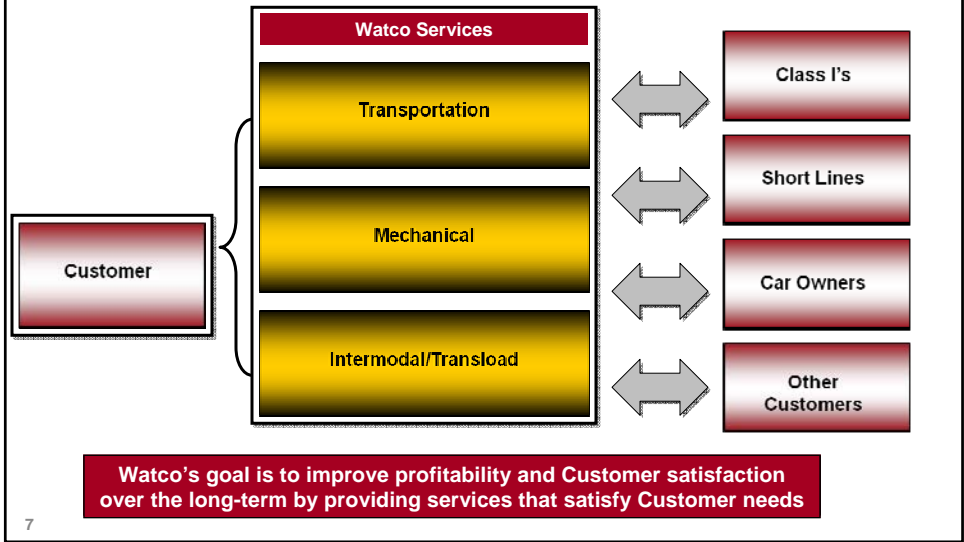 Watco Services
Transportation
Mechanical
Intermodal/Transload
Customer
Class I's
Short Lines
Car Owners
Other
Customers
Watco’s goal is to improve profitability and Customer satisfaction
over the long-term by providing services that satisfy Customer needs
7